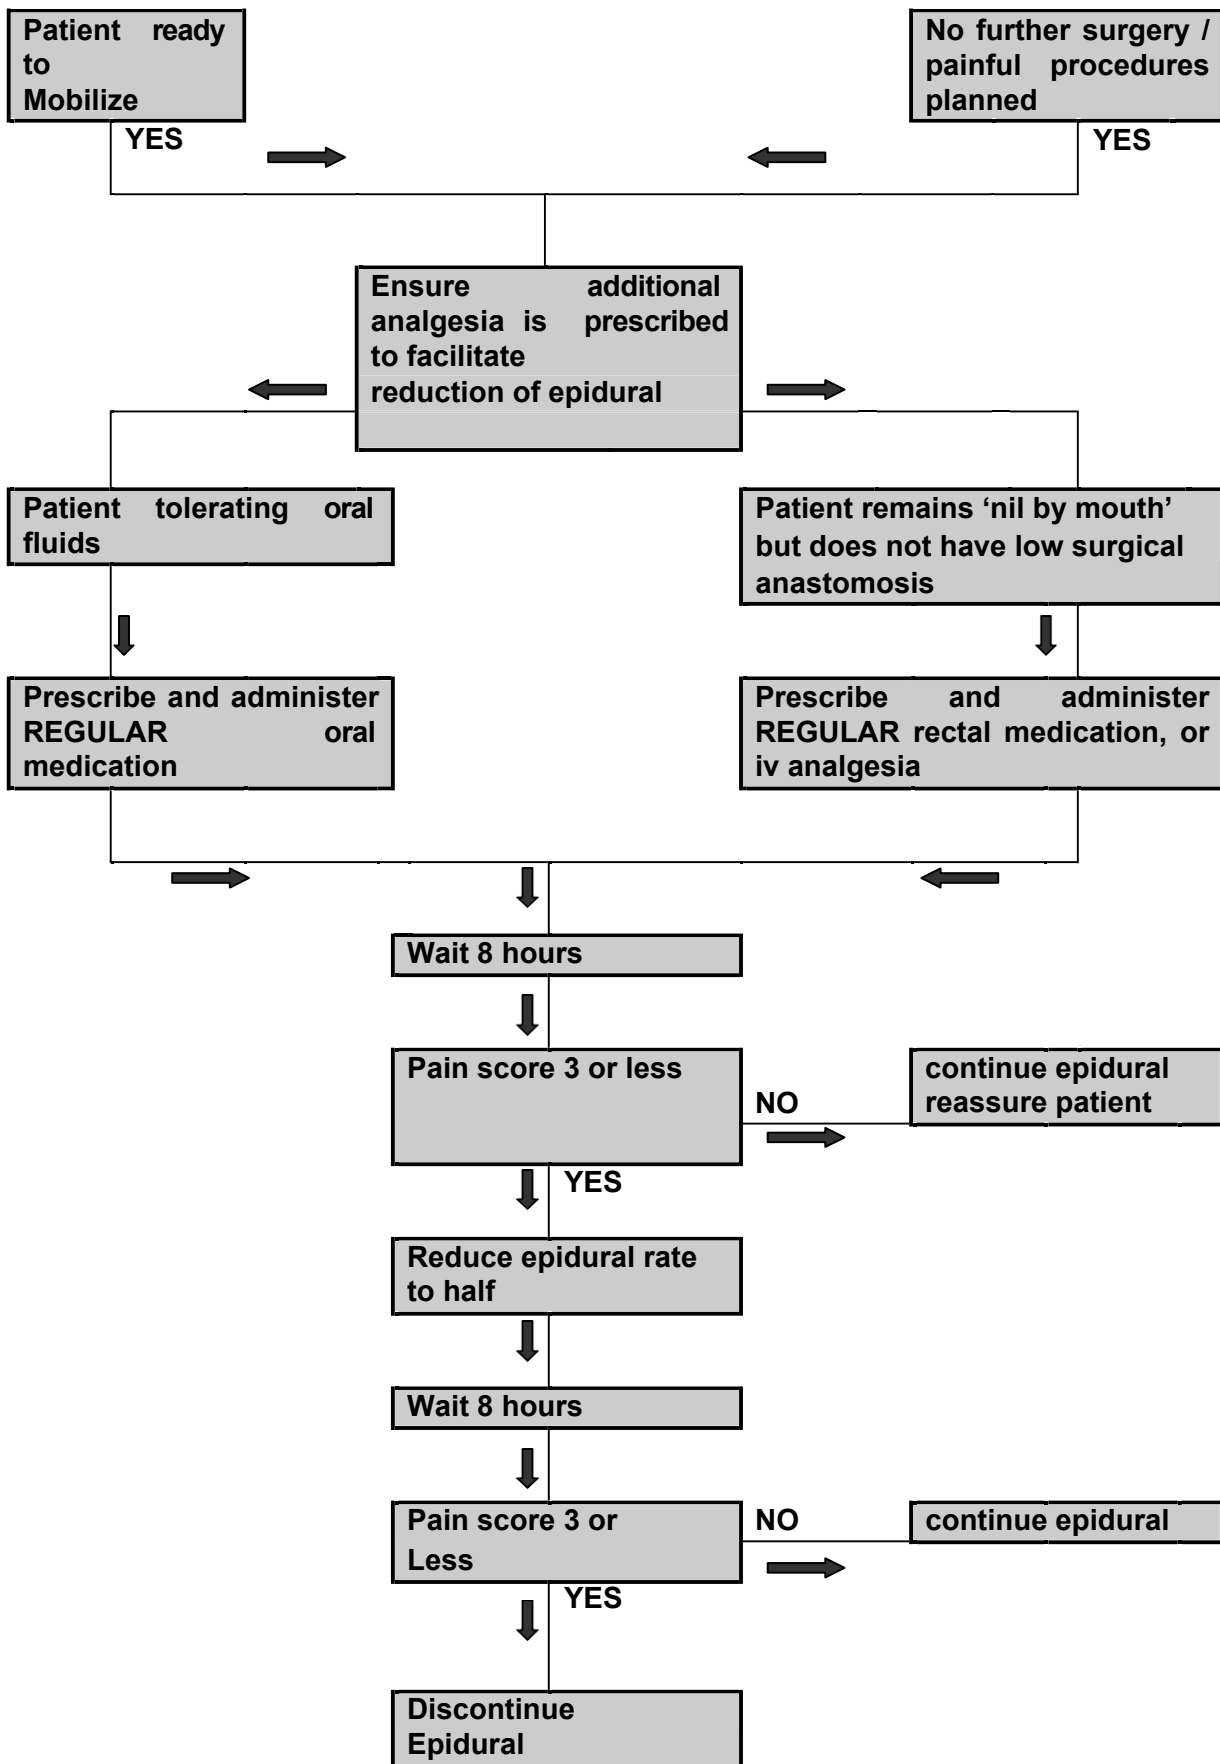 Patient ready
to
Mobilize
No further surgery /
painful procedures
planned
YES
YES
Ensure additional
analgesia is prescribed
to facilitate
reduction of epidural
Patient tolerating oral
fluids
Patient remains ‘nil by mouth’
but does not have low surgical
anastomosis
Prescribe and administer
REGULAR oral
medication
Prescribe and administer
REGULAR rectal medication, or
iv analgesia
Wait 8 hours
Pain score 3 or less
NO
continue epidural
reassure patient
YES
Reduce epidural rate
to half
Wait 8 hours
Pain score 3 or
Less
NO
continue epidural
YES
Discontinue
Epidural